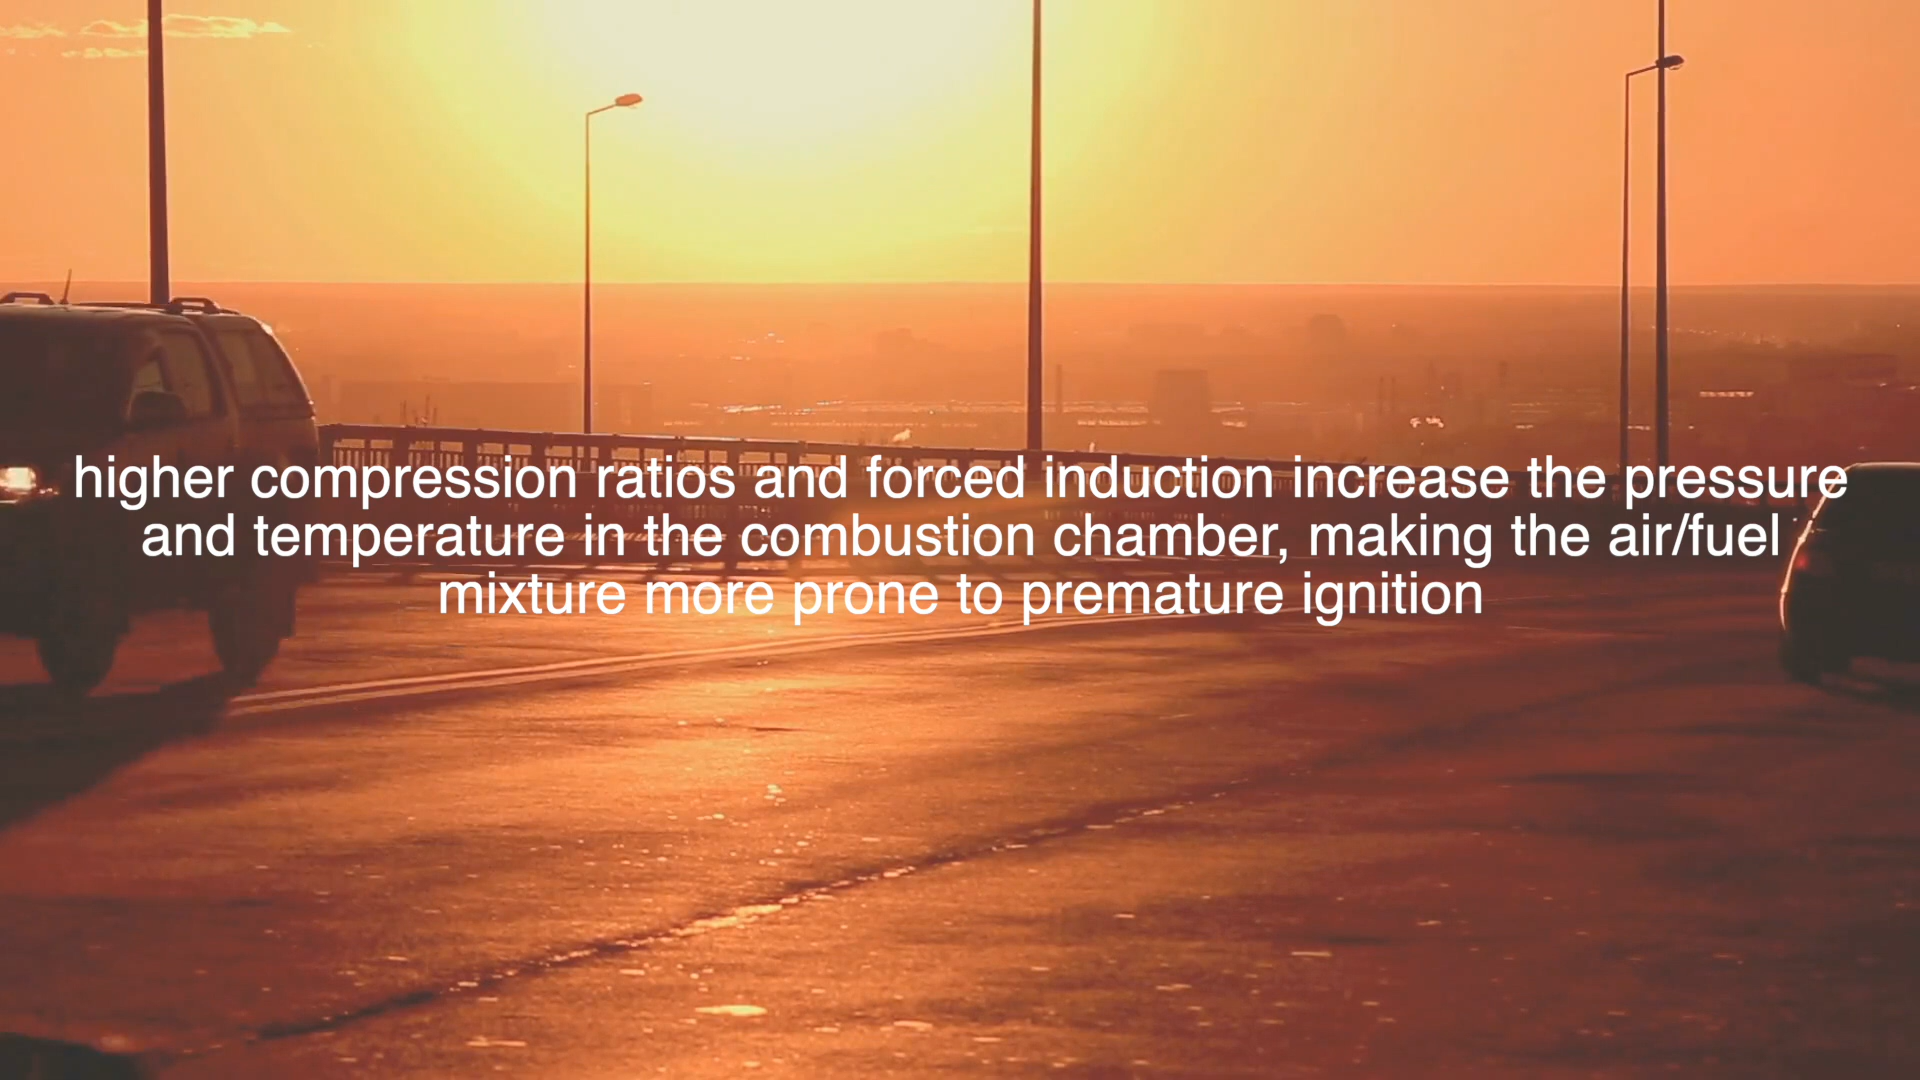 higher compression ratios and forced induction increase the pressure
and temperature in the combustion chamber, making the air/fuel
mixture more prone to premature ignition